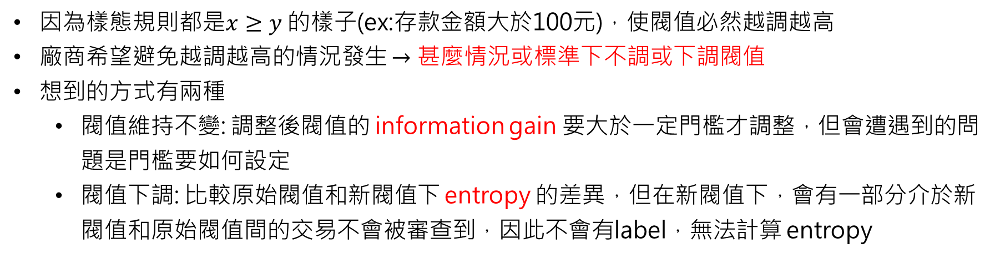 • 因為樣態規則都是x ≥ y 的樣子(ex:存款金額大於100元)，使閥值必然越調越高
• 廠商希望避免越調越高的情況發生→ 甚麼情況或標準下不調或下調閥值
• 想到的方式有兩種
• 閥值維持不變: 調整後閥值的 information gain 要大於一定門檻才調整，但會遭遇到的問
題是門檻要如何設定
• 閥值下調: 比較原始閥值和新閥值下 entropy 的差異，但在新閥值下，會有一部分介於新
閥值和原始閥值間的交易不會被審查到，因此不會有label，無法計算 entropy